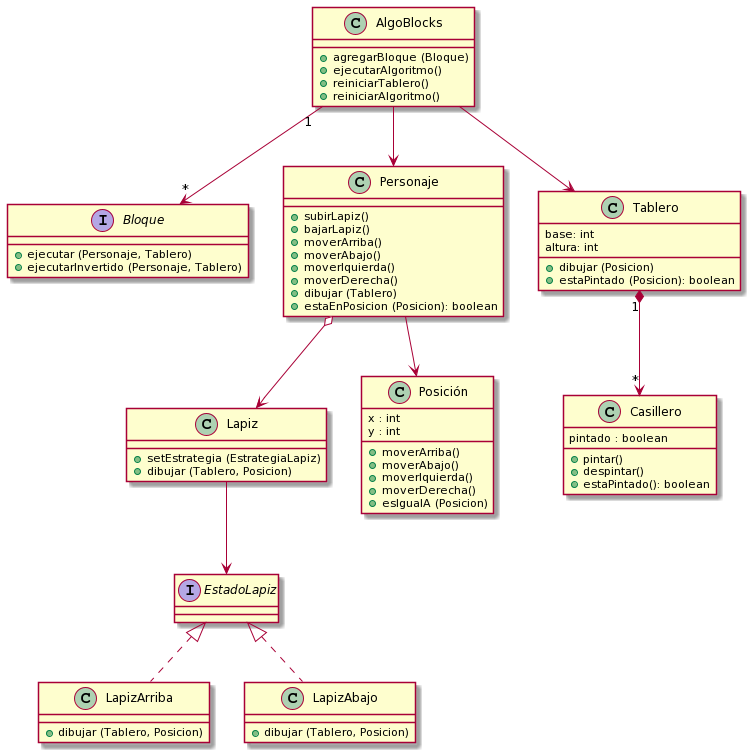 C AlgoBlocks
agregarBloque (Bloque)
ejecutarAlgoritmo()
reiniciarTablero()
reiniciarAlgoritmo()
1
*
I Bloque
ejecutar (Personaje, Tablero)
ejecutarInvertido (Personaje, Tablero)
C Personaje
subirLapiz()
bajarLapiz()
moverArriba()
moverAbajo()
moverIquierda()
moverDerecha()
dibujar (Tablero)
estaEnPosicion (Posicion): boolean
C Tablero
base: int
altura: int
dibujar (Posicion)
estaPintado (Posicion): boolean
1
*
C Lapiz
setEstrategia (EstrategiaLapiz)
dibujar (Tablero, Posicion)
C Posición
x : int
y : int
moverArriba()
moverAbajo()
moverIquierda()
moverDerecha()
esIgualA (Posicion)
C Casillero
pintado : boolean
pintar()
despintar()
estaPintado(): boolean
I EstadoLapiz
C LapizArriba
dibujar (Tablero, Posicion)
C LapizAbajo
dibujar (Tablero, Posicion)